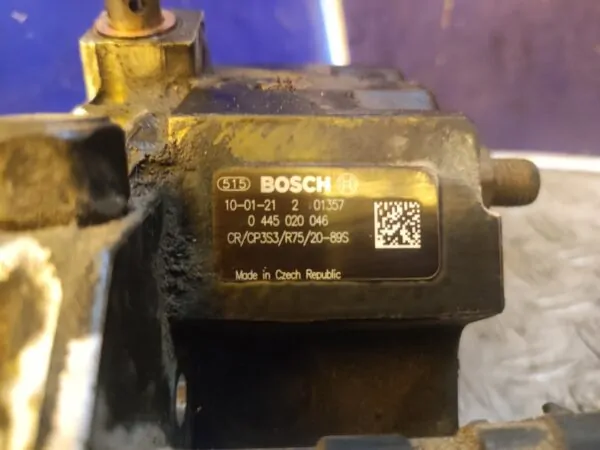 515 BOSCH
10-01-21 2 01357
0 445 020 046
CR/CP3S3/R75/20-89S
Made in Czech Republic